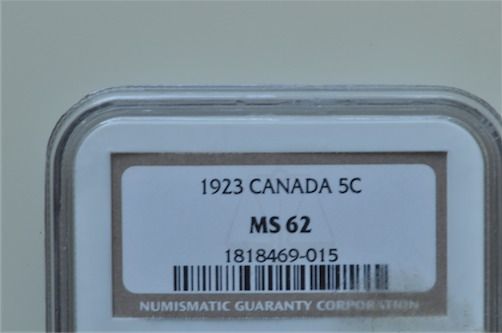 1923 CANADA 5C
MS 62
1818469-015
NUMISMATIC GUARANTY CORPORATION